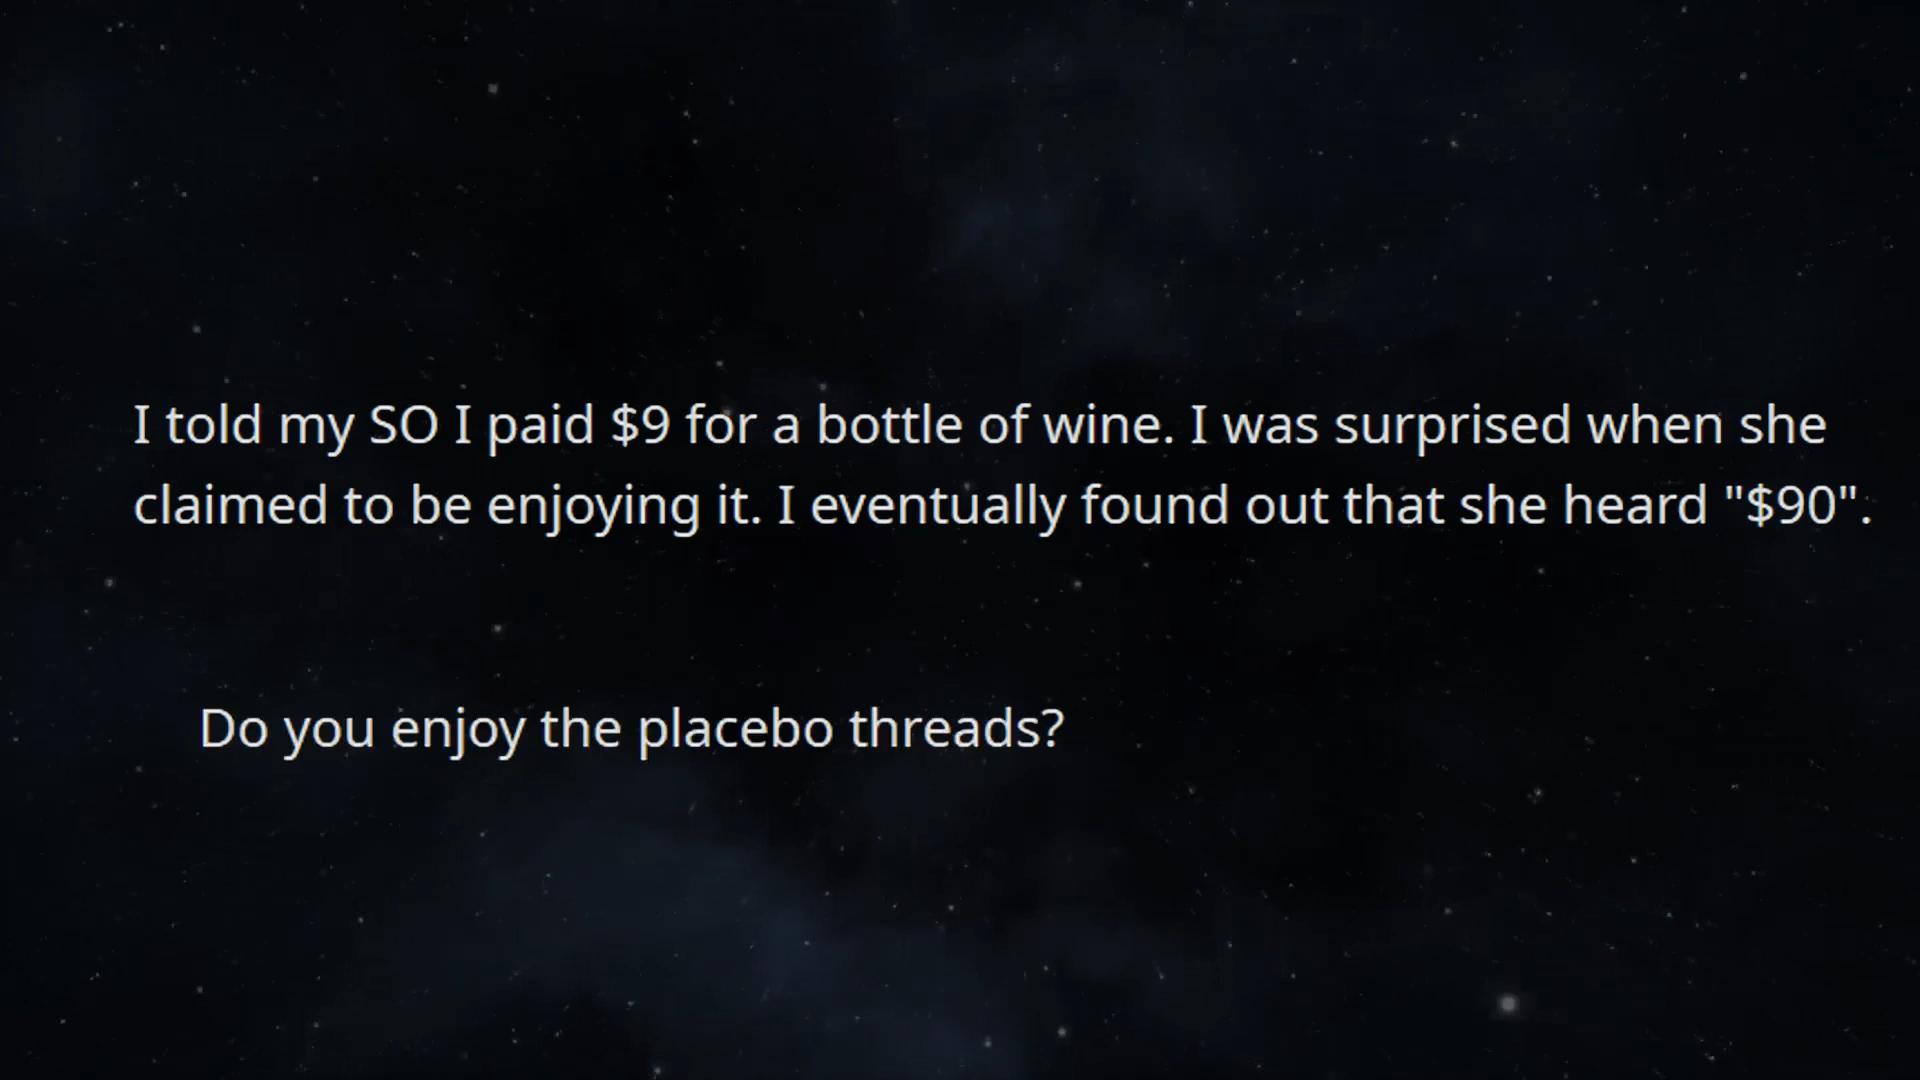 I told my SO I paid $9 for a bottle of wine. I was surprised when she
claimed to be enjoying it. I eventually found out that she heard "$90".
Do you enjoy the placebo threads?